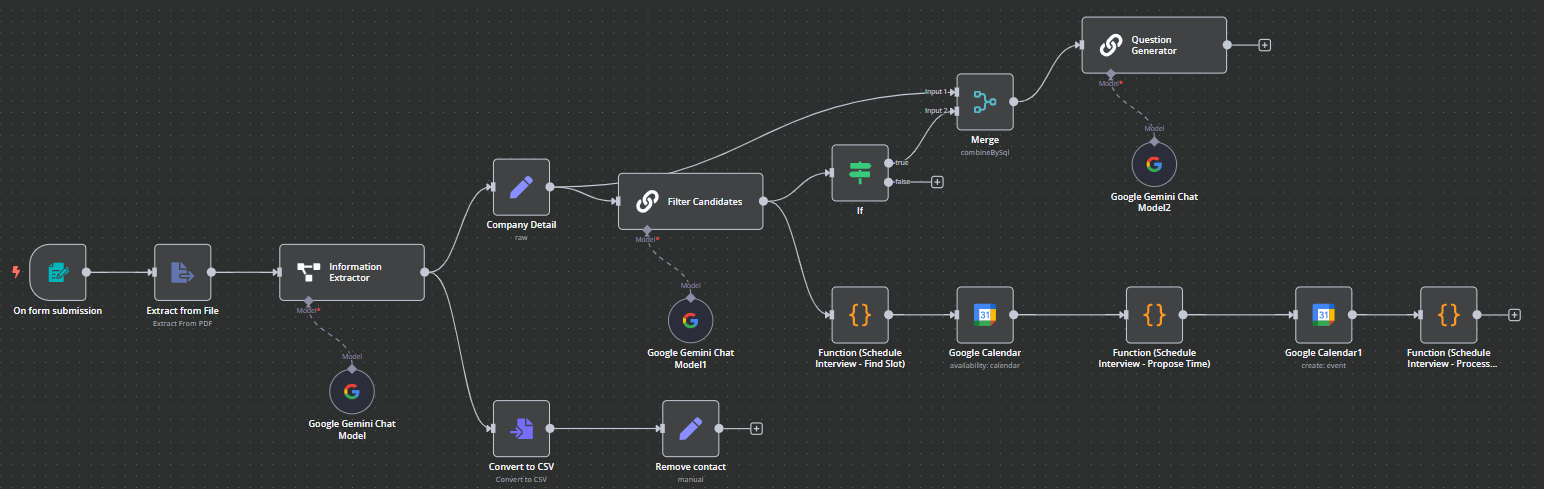 Question
Generator
Model*
Input 1
Input 2
Merge
combineBySql
Model
Google Gemini Chat
Model2
true
false
If
Company Detail
raw
Filter Candidates
Model*
Model
Google Gemini Chat
Model1
On form submission
Extract from File
Extract From PDF
Information
Extractor
Model*
Model
Google Gemini Chat
Model
Function (Schedule
Interview - Find Slot)
31
Google Calendar
availability: calendar
Function (Schedule
Interview - Propose Time)
31
Google Calendar1
create: event
Function (Schedule
Interview - Process...
Convert to CSV
Convert to CSV
Remove contact
manual